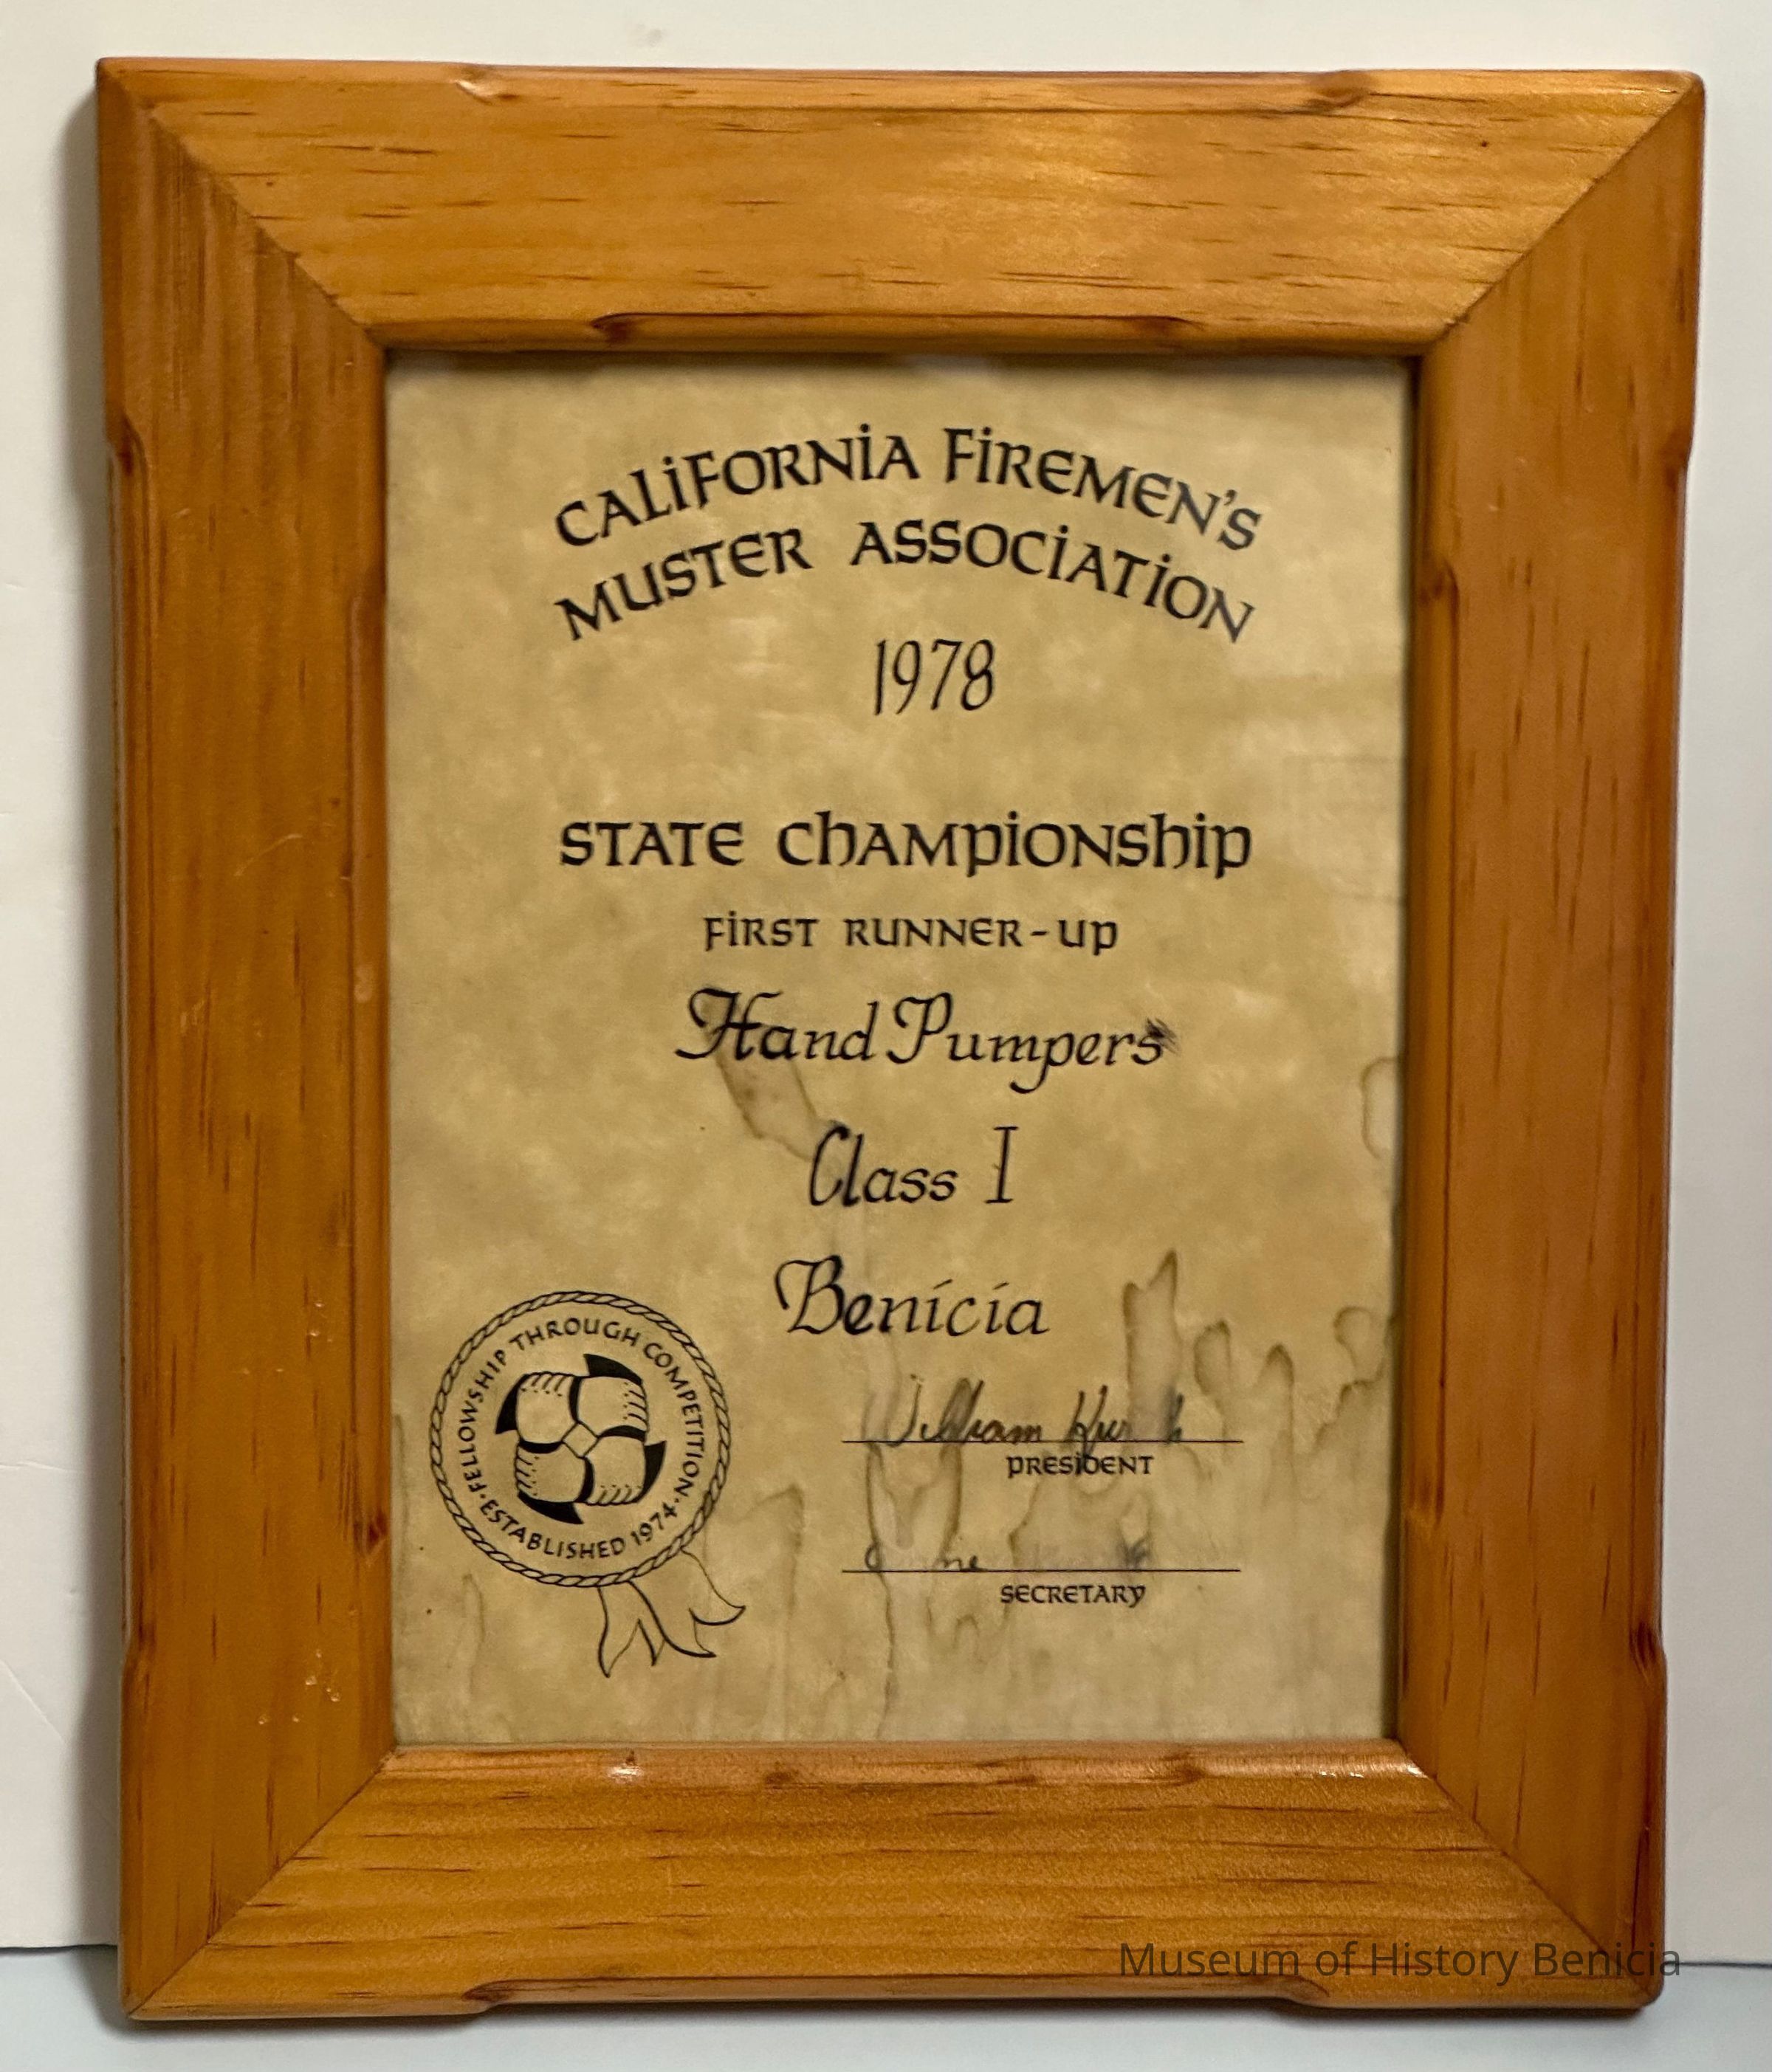 CALIFORNIA FIREMEN'S
MUSTER ASSOCIATION
1978
STATE CHAMPIONSHIP
FIRST RUNNER-UP
Hand Pumpers
Class I
Benicia
FELLOWSHIP THROUGH COMPETITION
· ESTABLISHED 1974 ·
William
PRESIDENT
SECRETARY
Museum of History Benicia